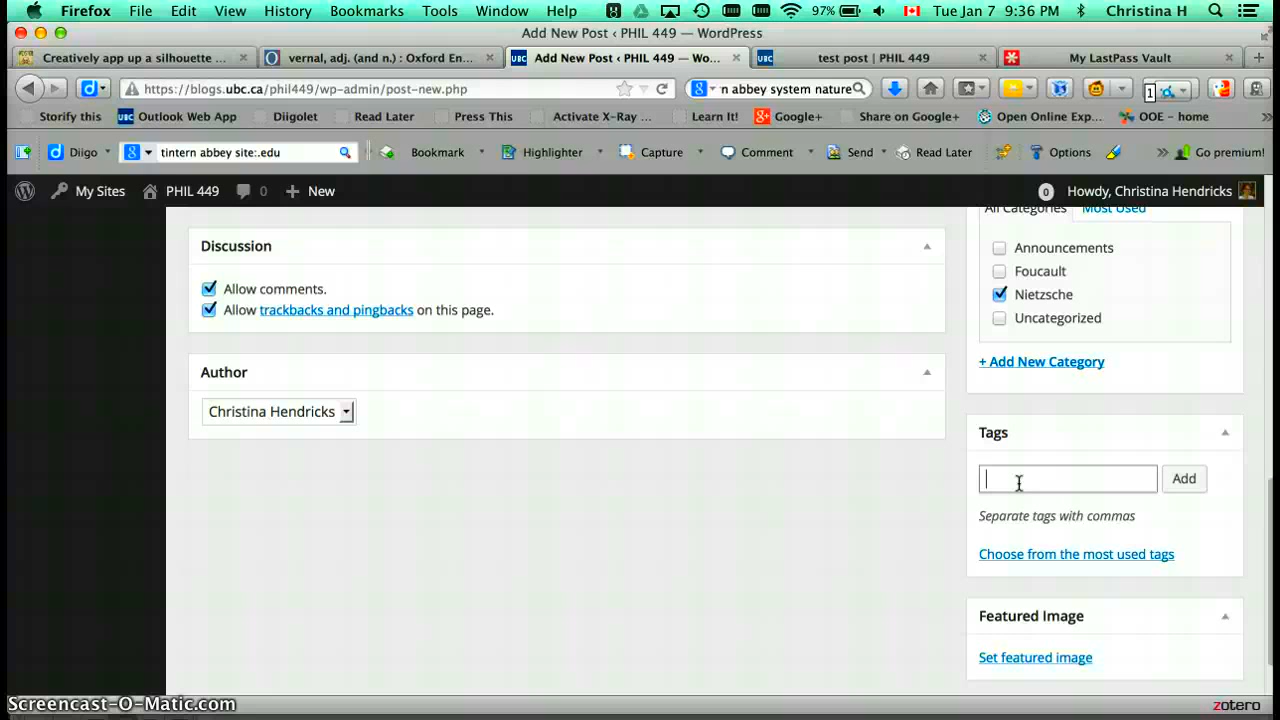 Firefox File Edit View History Bookmarks Tools Window Help 97% Tue Jan 7 9:36 PM Christina H
Add New Post ‹ PHIL 449 — WordPress
Creatively app up a silhouette ... vernal, adj. (and n.) : Oxford En... UBC Add New Post ‹ PHIL 449 — Wo... UBC test post | PHIL 449 My LastPass Vault
https://blogs.ubc.ca/phil449/wp-admin/post-new.php n abbey system nature 1
Storify this UBC Outlook Web App Diigolet Read Later Press This Activate X-Ray ... Learn It! Google+ Share on Google+ Open Online Exp... OOE - home
Diigo tintern abbey site:.edu Bookmark Highlighter Capture Comment Send Read Later Options Go premium!
My Sites PHIL 449 0 New 0 Howdy, Christina Hendricks
All Categories Most Used
Discussion
Allow comments.
Allow trackbacks and pingbacks on this page.
Author
Christina Hendricks
Announcements
Foucault
Nietzsche
Uncategorized
+ Add New Category
Tags
Add
Separate tags with commas
Choose from the most used tags
Featured Image
Set featured image
Screencast-O-Matic.com
zotero